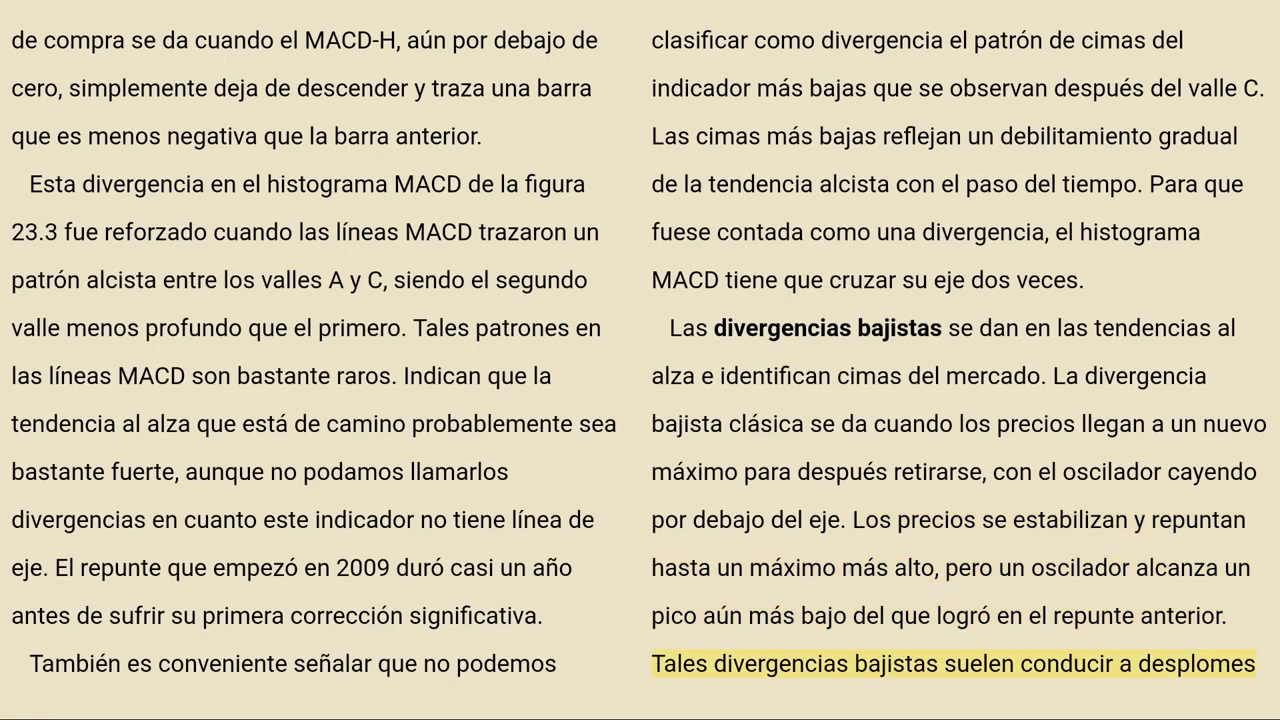 de compra se da cuando el MACD-H, aún por debajo de
cero, simplemente deja de descender y traza una barra
que es menos negativa que la barra anterior.
Esta divergencia en el histograma MACD de la figura
23.3 fue reforzado cuando las líneas MACD trazaron un
patrón alcista entre los valles A y C, siendo el segundo
valle menos profundo que el primero. Tales patrones en
las líneas MACD son bastante raros. Indican que la
tendencia al alza que está de camino probablemente sea
bastante fuerte, aunque no podamos llamarlos
divergencias en cuanto este indicador no tiene línea de
eje. El repunte que empezó en 2009 duró casi un año
antes de sufrir su primera corrección significativa.
También es conveniente señalar que no podemos
clasificar como divergencia el patrón de cimas del
indicador más bajas que se observan después del valle C.
Las cimas más bajas reflejan un debilitamiento gradual
de la tendencia alcista con el paso del tiempo. Para que
fuese contada como una divergencia, el histograma
MACD tiene que cruzar su eje dos veces.
Las divergencias bajistas se dan en las tendencias al
alza e identifican cimas del mercado. La divergencia
bajista clásica se da cuando los precios llegan a un nuevo
máximo para después retirarse, con el oscilador cayendo
por debajo del eje. Los precios se estabilizan y repuntan
hasta un máximo más alto, pero un oscilador alcanza un
pico aún más bajo del que logró en el repunte anterior.
Tales divergencias bajistas suelen conducir a desplomes